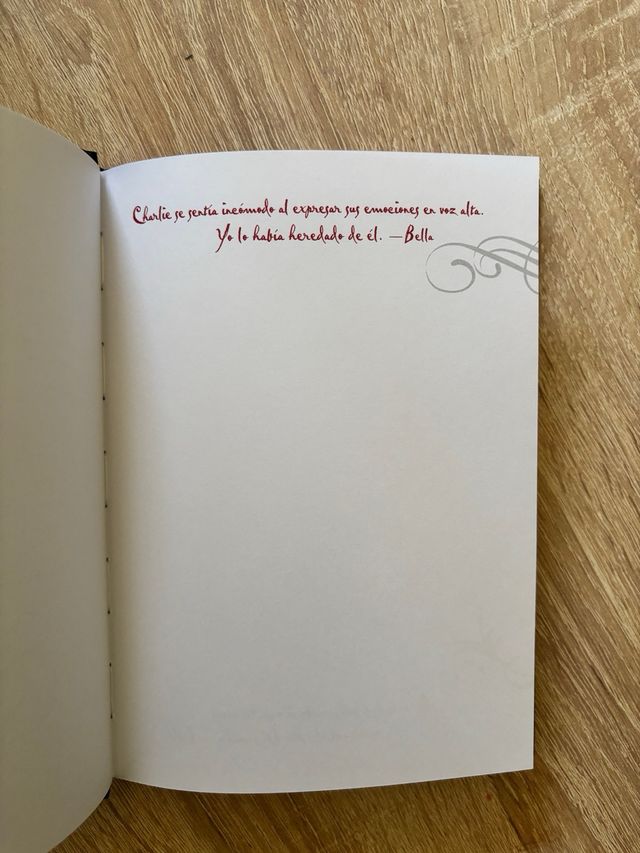 Charlie se sentía incómodo al expresar sus emociones en voz alta.
Yo lo había heredado de él. —Bella